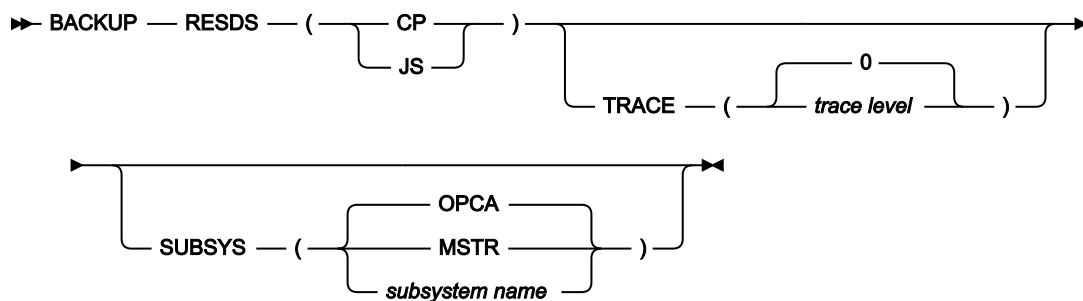 BACKUP RESDS ( CP )
JS
0
TRACE ( trace level )
OPCA
SUBSYS ( MSTR )
subsystem name